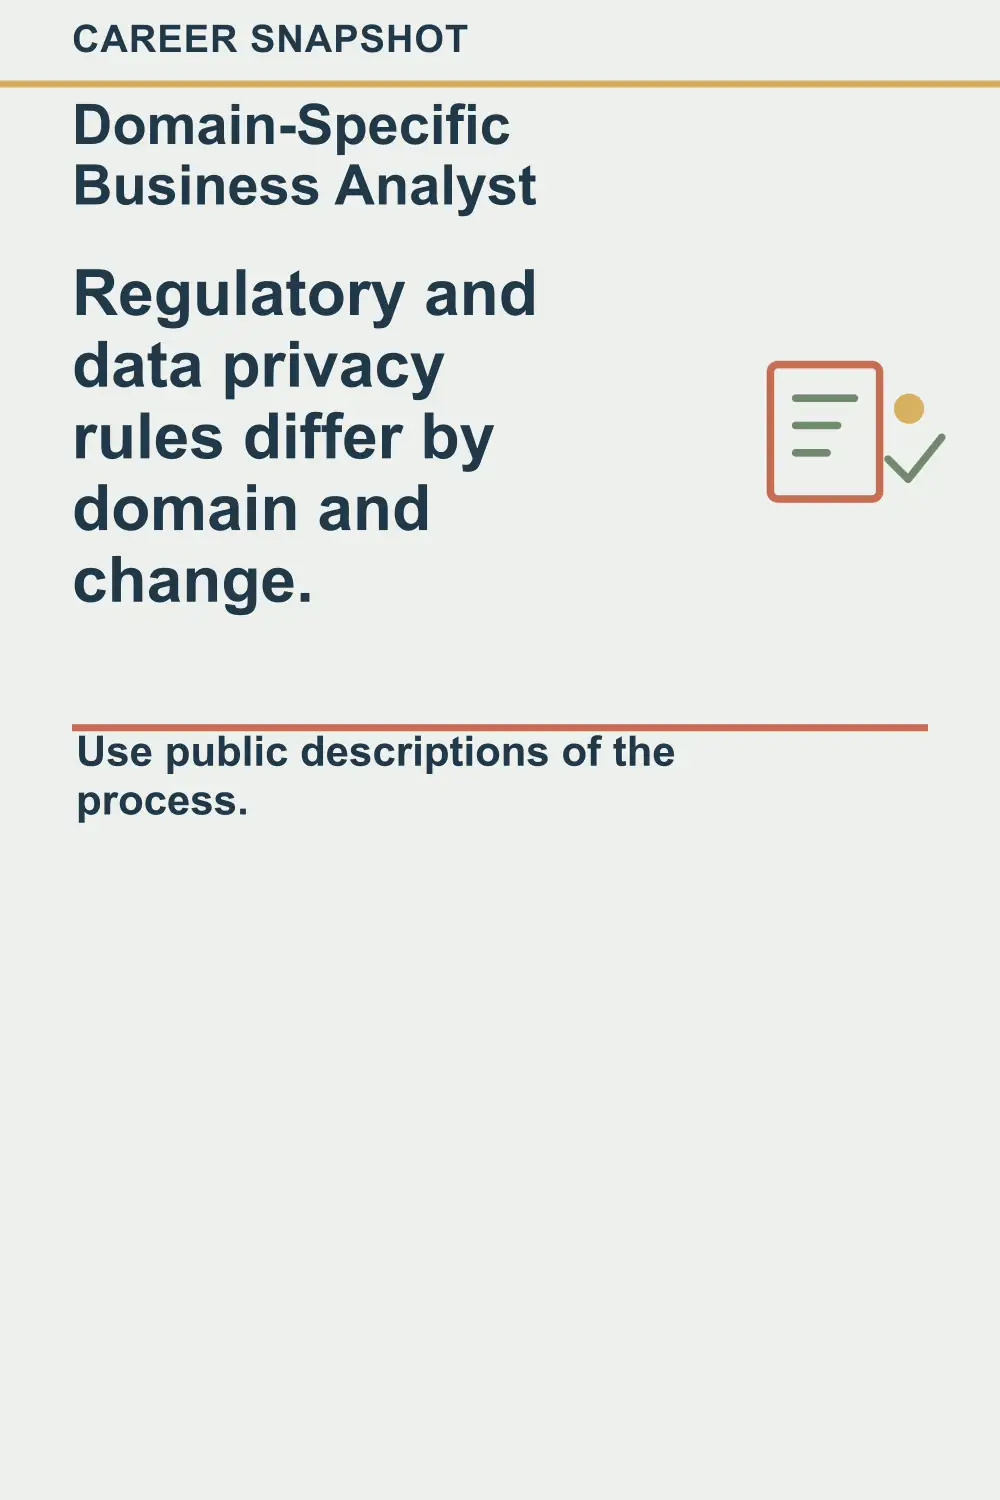 CAREER SNAPSHOT
Domain-Specific
Business Analyst
Regulatory and
data privacy
rules differ by
domain and
change.
Use public descriptions of the
process.